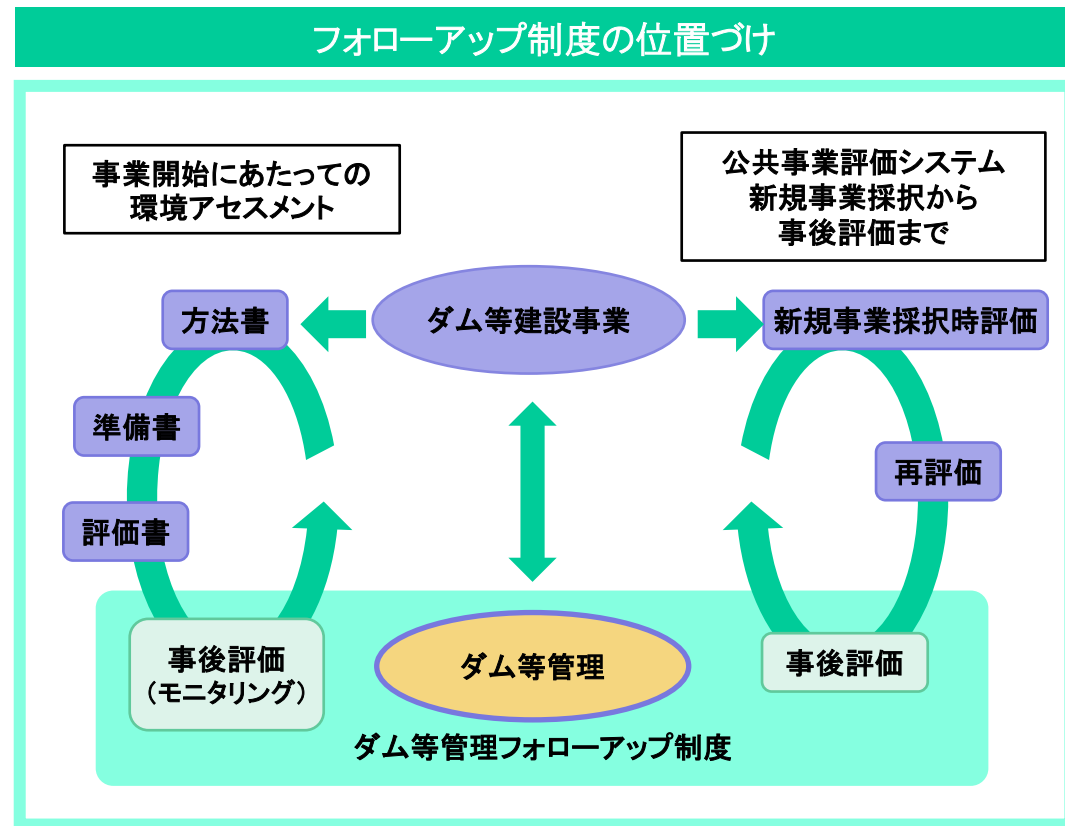 フォローアップ制度の位置づけ
事業開始にあたっての
環境アセスメント
公共事業評価システム
新規事業採択から
事後評価まで
方法書
ダム等建設事業
新規事業採択時評価
準備書
再評価
評価書
事後評価
（モニタリング）
ダム等管理
事後評価
ダム等管理フォローアップ制度